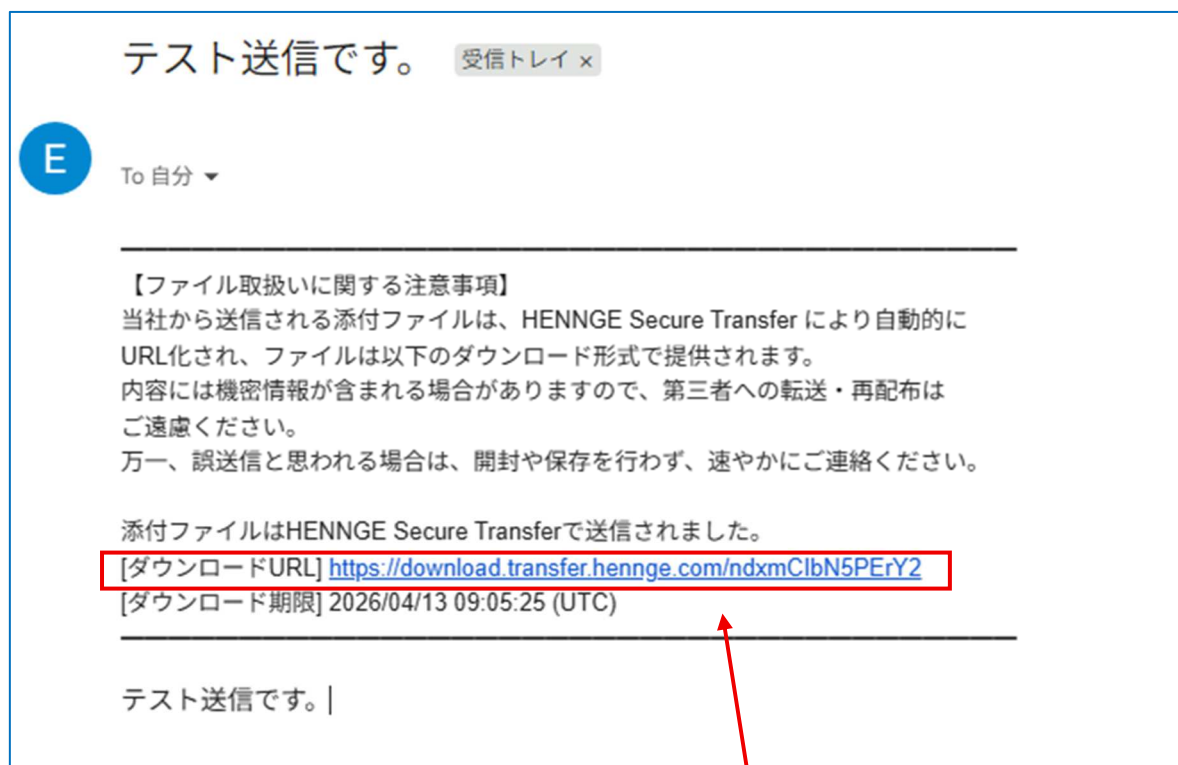 テスト送信です。 受信トレイ ×
E
To 自分
【ファイル取扱いに関する注意事項】
当社から送信される添付ファイルは、HENNGE Secure Transfer により自動的に
URL化され、ファイルは以下のダウンロード形式で提供されます。
内容には機密情報が含まれる場合がありますので、第三者への転送・再配布は
ご遠慮ください。
万一、誤送信と思われる場合は、開封や保存を行わず、速やかにご連絡ください。
添付ファイルはHENNGE Secure Transferで送信されました。
[ダウンロードURL] https://download.transfer.hennge.com/ndxmCIbN5PErY2
[ダウンロード期限] 2026/04/13 09:05:25 (UTC)
テスト送信です。